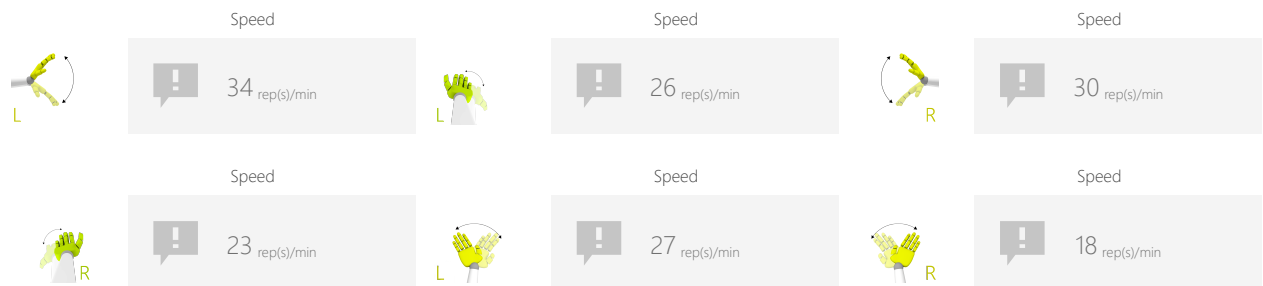 Speed Speed Speed
34 rep(s)/min 26 rep(s)/min 30 rep(s)/min
L L R
Speed Speed Speed
23 rep(s)/min 27 rep(s)/min 18 rep(s)/min
R L R